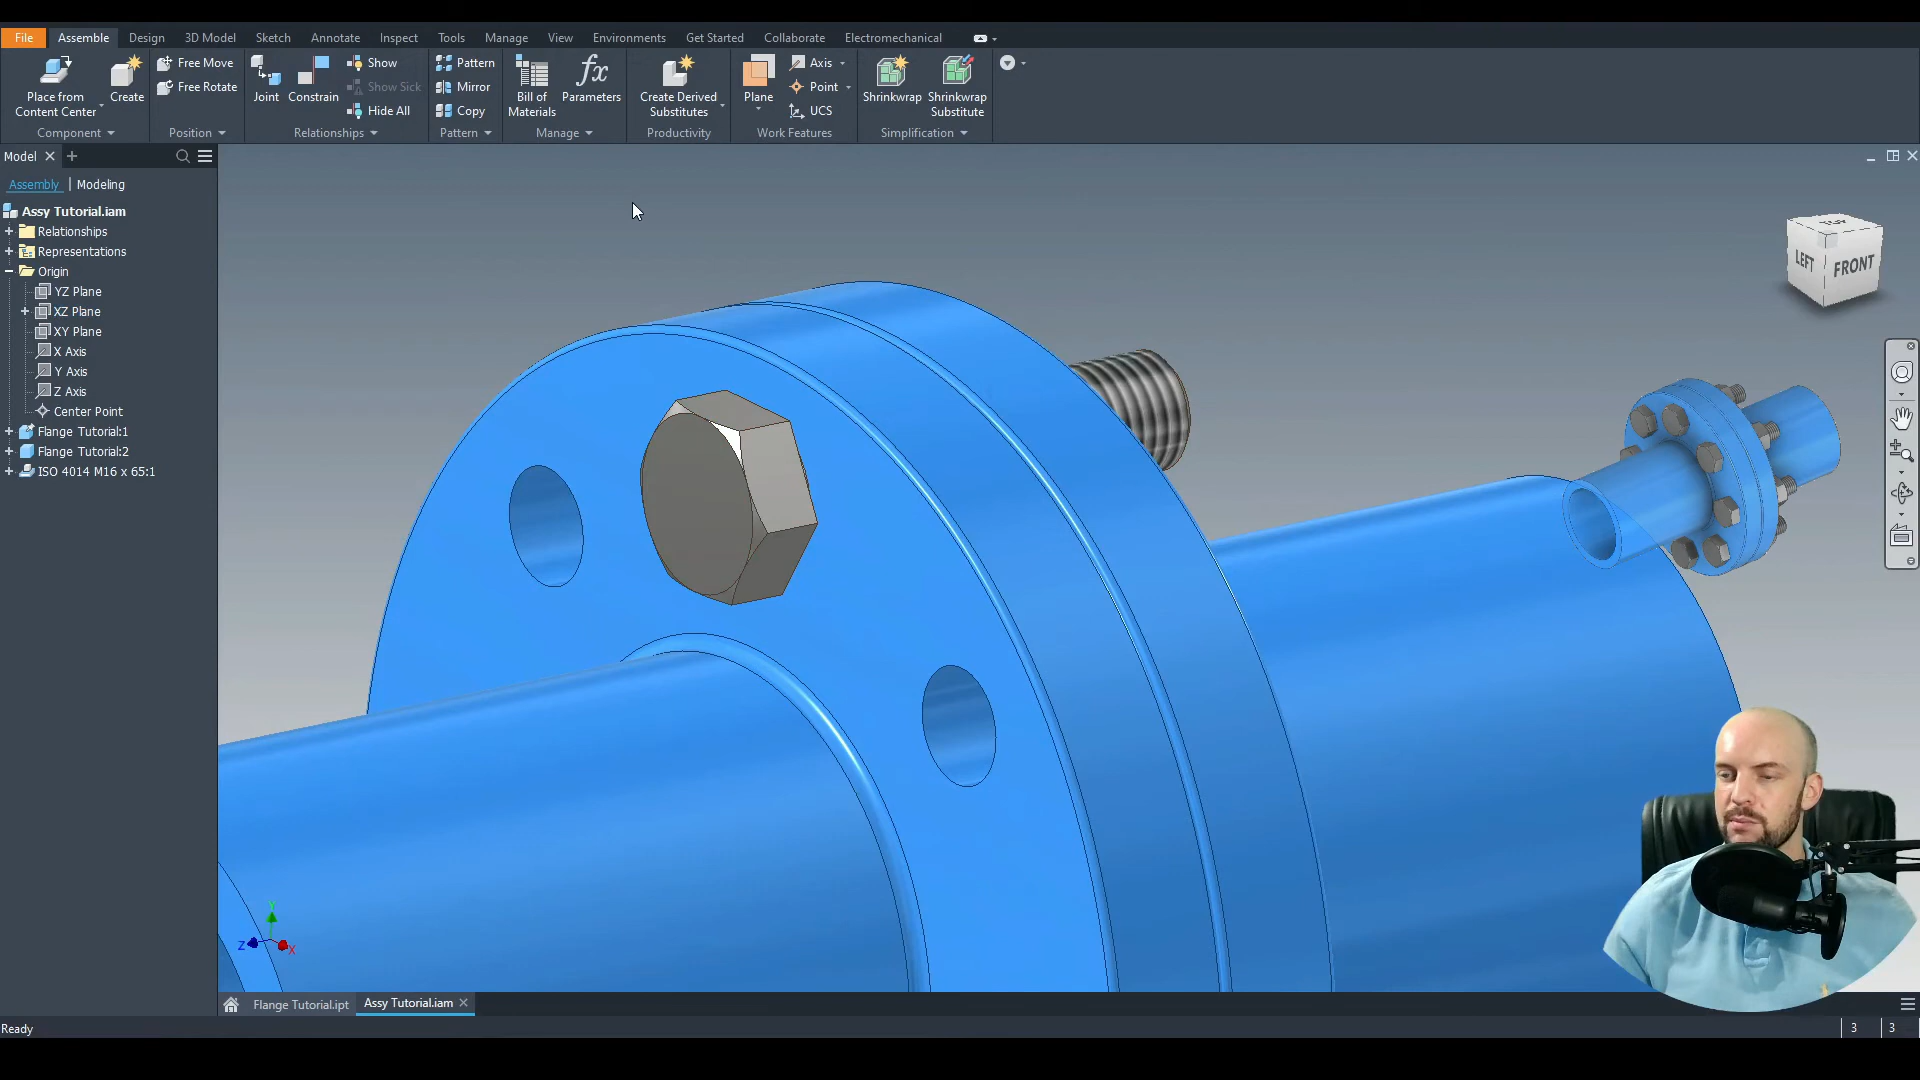 File Assemble Design 3D Model Sketch Annotate Inspect Tools Manage View Environments Get Started Collaborate Electromechanical
Place from
Content Center
Create
Component
Free Move
Free Rotate
Position
Joint
Constrain
Show
Show Sick
Hide All
Relationships
Pattern
Mirror
Copy
Pattern
Bill of
Materials
fx
Parameters
Manage
Create Derived
Substitutes
Productivity
Plane
Axis
Point
UCS
Work Features
Shrinkwrap
Shrinkwrap
Substitute
Simplification
Model
Assembly | Modeling
Assy Tutorial.iam
Relationships
Representations
Origin
YZ Plane
XZ Plane
XY Plane
X Axis
Y Axis
Z Axis
Center Point
Flange Tutorial:1
Flange Tutorial:2
ISO 4014 M16 x 65:1
TOP
LEFT
FRONT
Y
Z
X
Flange Tutorial.ipt
Assy Tutorial.iam
Ready
3
3